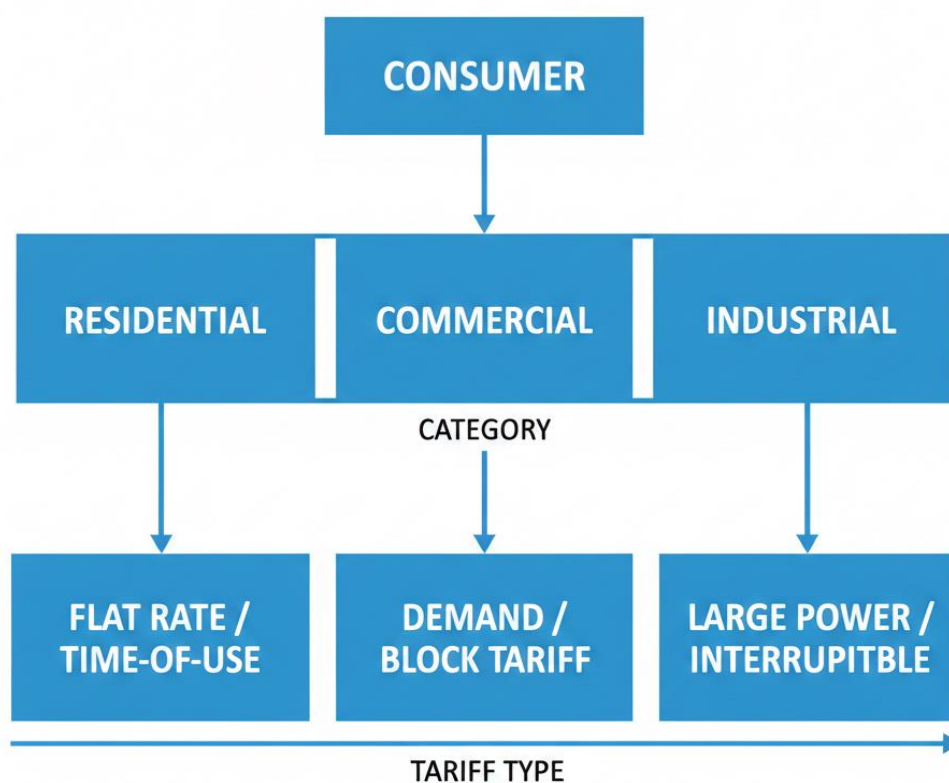 CONSUMER
RESIDENTIAL
COMMERCIAL
INDUSTRIAL
CATEGORY
FLAT RATE /
TIME-OF-USE
DEMAND /
BLOCK TARIFF
LARGE POWER /
INTERRUPITBLE
TARIFF TYPE